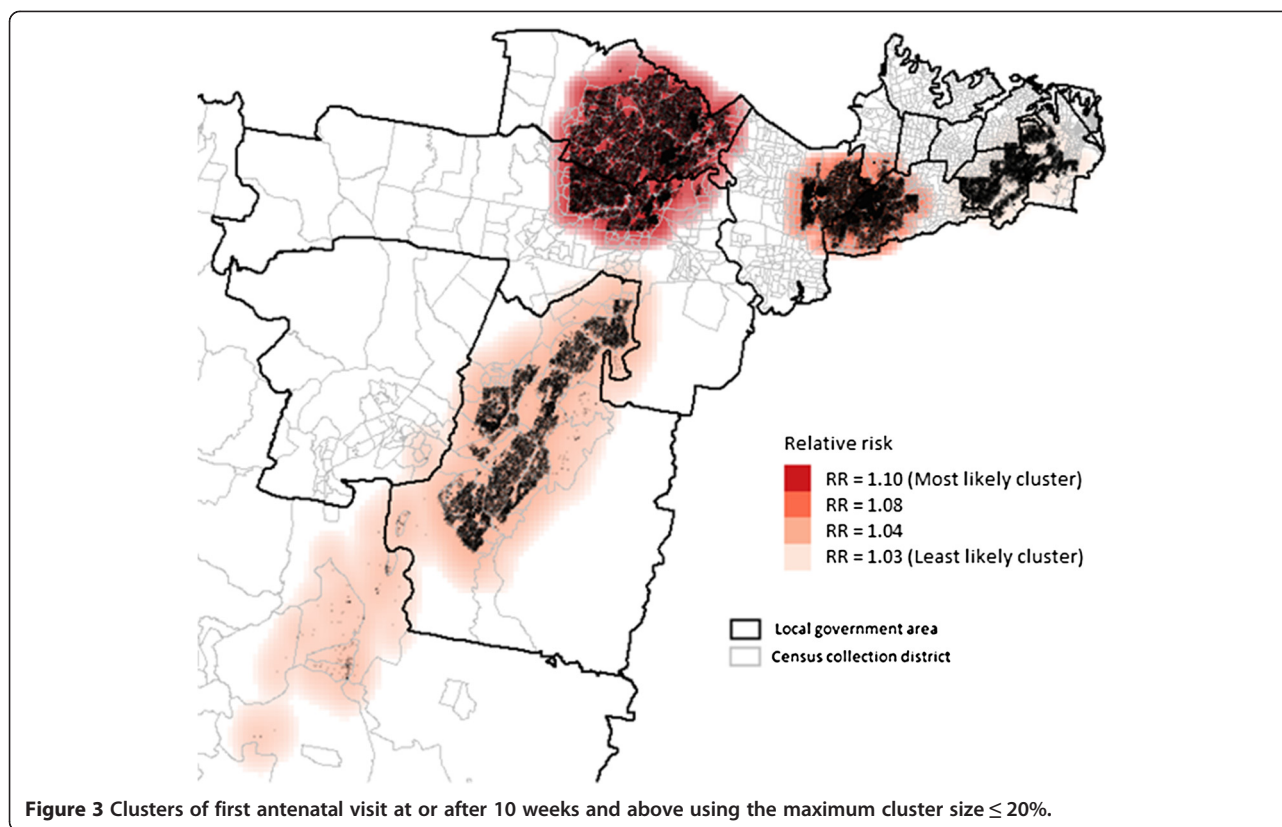 Relative risk
RR = 1.10 (Most likely cluster)
RR = 1.08
RR = 1.04
RR = 1.03 (Least likely cluster)
Local government area
Census collection district
Figure 3 Clusters of first antenatal visit at or after 10 weeks and above using the maximum cluster size ≤ 20%.